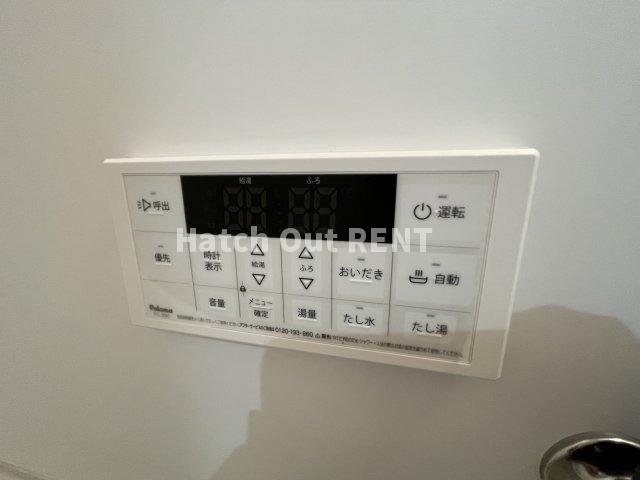 給湯 ふろ
呼出
運転
Hatch Out RENT
優先
時計
表示
給湯
ふろ
おいだき
自動
音量
メニュー
確定
湯量
たし水
たし湯
Paloma
0120-193-860